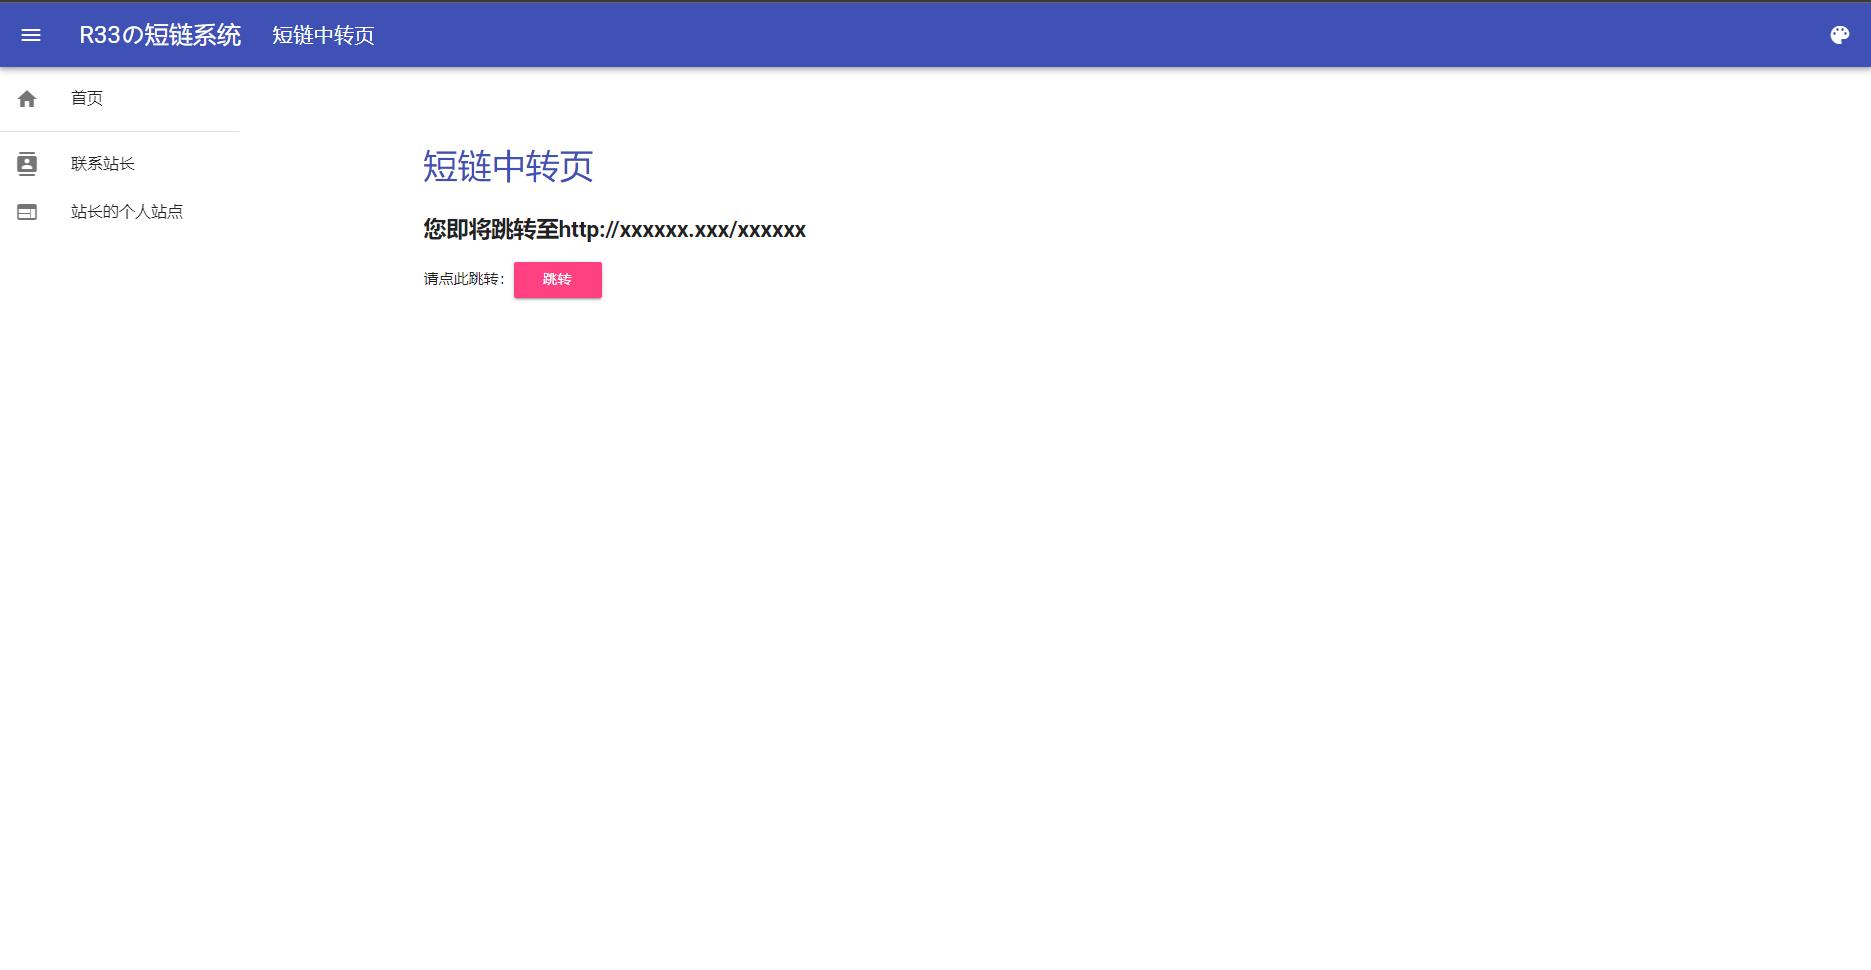 R33の短链系统 短链中转页
首页
联系站长
站长的个人站点
短链中转页
您即将跳转至http://xxxxxx.xxx/xxxxxx
请点此跳转： 跳转